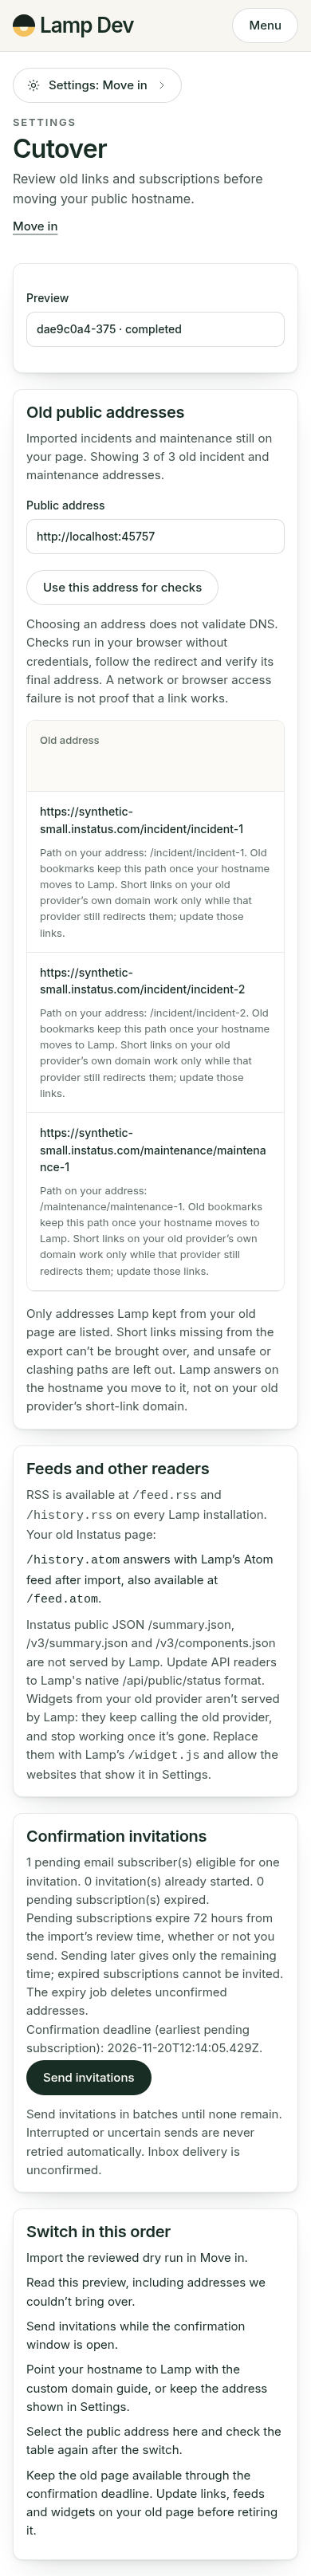 Lamp Dev
Menu
Settings: Move in
SETTINGS
Cutover
Review old links and subscriptions before
moving your public hostname.
Move in
Preview
dae9c0a4-375 · completed
Old public addresses
Imported incidents and maintenance still on
your page. Showing 3 of 3 old incident and
maintenance addresses.
Public address
http://localhost:45757
Use this address for checks
Choosing an address does not validate DNS.
Checks run in your browser without
credentials, follow the redirect and verify its
final address. A network or browser access
failure is not proof that a link works.
Old address
https://synthetic-
small.instatus.com/incident/incident-1
Path on your address: /incident/incident-1. Old
bookmarks keep this path once your hostname
moves to Lamp. Short links on your old
provider’s own domain work only while that
provider still redirects them; update those
links.
https://synthetic-
small.instatus.com/incident/incident-2
Path on your address: /incident/incident-2. Old
bookmarks keep this path once your hostname
moves to Lamp. Short links on your old
provider’s own domain work only while that
provider still redirects them; update those
links.
https://synthetic-
small.instatus.com/maintenance/maintena
nce-1
Path on your address:
/maintenance/maintenance-1. Old bookmarks
keep this path once your hostname moves to
Lamp. Short links on your old provider’s own
domain work only while that provider still
redirects them; update those links.
Only addresses Lamp kept from your old
page are listed. Short links missing from the
export can’t be brought over, and unsafe or
clashing paths are left out. Lamp answers on
the hostname you move to it, not on your old
provider’s short-link domain.
Feeds and other readers
RSS is available at /feed.rss and
/history.rss on every Lamp installation.
Your old Instatus page:
/history.atom answers with Lamp’s Atom
feed after import, also available at
/feed.atom.
Instatus public JSON /summary.json,
/v3/summary.json and /v3/components.json
are not served by Lamp. Update API readers
to Lamp's native /api/public/status format.
Widgets from your old provider aren’t served
by Lamp: they keep calling the old provider,
and stop working once it’s gone. Replace
them with Lamp’s /widget.js and allow the
websites that show it in Settings.
Confirmation invitations
1 pending email subscriber(s) eligible for one
invitation. 0 invitation(s) already started. 0
pending subscription(s) expired.
Pending subscriptions expire 72 hours from
the import’s review time, whether or not you
send. Sending later gives only the remaining
time; expired subscriptions cannot be invited.
The expiry job deletes unconfirmed
addresses.
Confirmation deadline (earliest pending
subscription): 2026-11-20T12:14:05.429Z.
Send invitations
Send invitations in batches until none remain.
Interrupted or uncertain sends are never
retried automatically. Inbox delivery is
unconfirmed.
Switch in this order
Import the reviewed dry run in Move in.
Read this preview, including addresses we
couldn’t bring over.
Send invitations while the confirmation
window is open.
Point your hostname to Lamp with the
custom domain guide, or keep the address
shown in Settings.
Select the public address here and check the
table again after the switch.
Keep the old page available through the
confirmation deadline. Update links, feeds
and widgets on your old page before retiring
it.